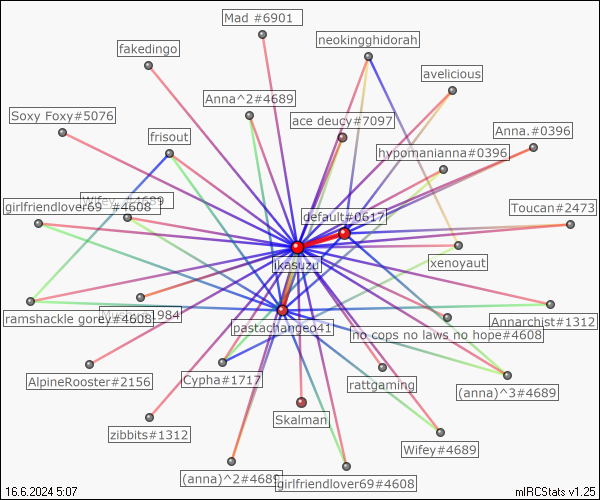 Mad #6901
neokingghidorah
fakedingo
avelicious
Anna^2#4689
Soxy Foxy#5076
ace deucy#7097
frisout
Anna.#0396
hypomanianna#0396
Wifey #4689
girlfriendlover69 #4608
default#0617
Toucan#2473
ikasuzu
xenoyaut
ramshackle gorey#4608
1984
pastachangeo41
no cops no laws no hope#4608
Annarchist#1312
AlpineRooster#2156
Cypha#1717
rattgaming
(anna)^3#4689
Skalman
zibbits#1312
Wifey#4689
(anna)^2#4689
girlfriendlover69#4608
16.6.2024 5:07
mIRCStats v1.25